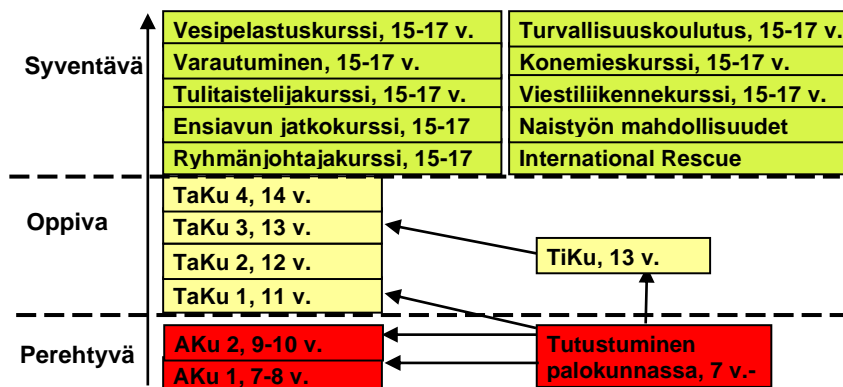 Syventävä
Vesipelastuskurssi, 15-17 v.
Varautuminen, 15-17 v.
Tulitaistelijakurssi, 15-17 v.
Ensiavun jatkokurssi, 15-17
Ryhmänjohtajakurssi, 15-17
Turvallisuuskoulutus, 15-17 v.
Konemieskurssi, 15-17 v.
Viestiliikennekurssi, 15-17 v.
Naistyön mahdollisuudet
International Rescue
Oppiva
TaKu 4, 14 v.
TaKu 3, 13 v.
TaKu 2, 12 v.
TaKu 1, 11 v.
TiKu, 13 v.
Perehtyvä
AKu 2, 9-10 v.
AKu 1, 7-8 v.
Tutustuminen
palokunnassa, 7 v.-